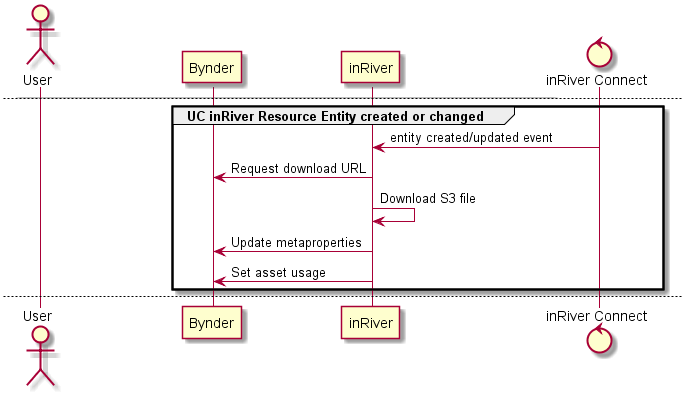 User
Bynder
inRiver
inRiver Connect
UC inRiver Resource Entity created or changed
entity created/updated event
Request download URL
Download S3 file
Update metaproperties
Set asset usage
User
Bynder
inRiver
inRiver Connect